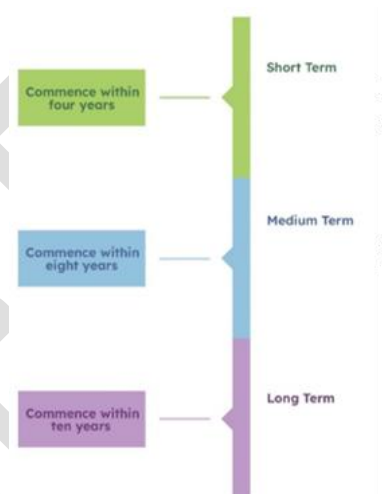 Short Term
Commence within
four years
Medium Term
Commence within
eight years
Long Term
Commence within
ten years